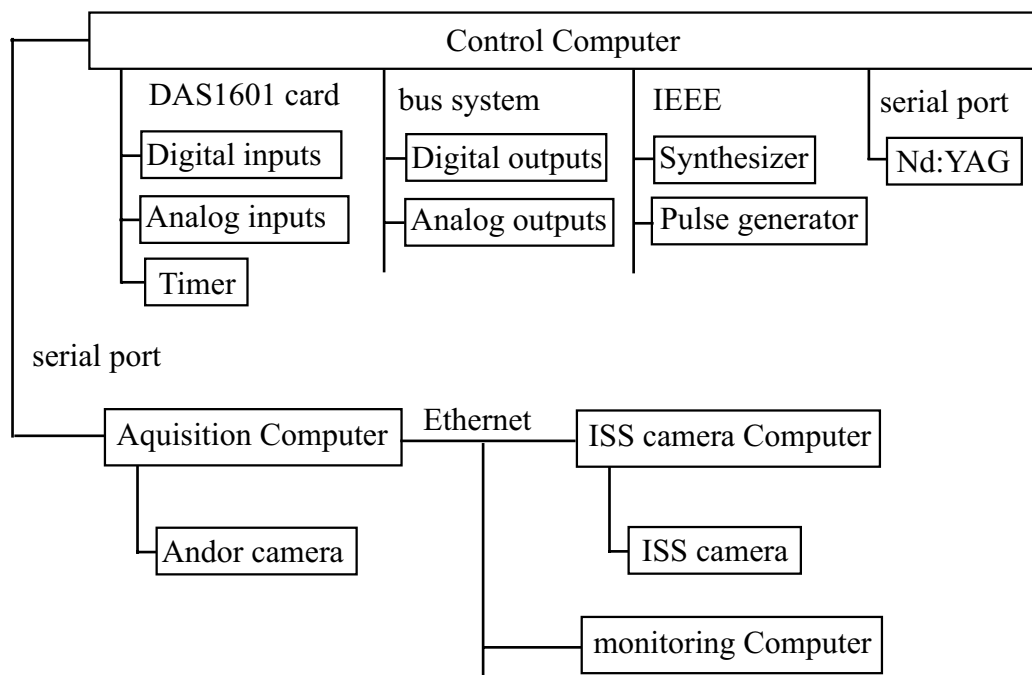 Control Computer
DAS1601 card
bus system
IEEE
serial port
Digital inputs
Digital outputs
Synthesizer
Nd:YAG
Analog inputs
Analog outputs
Pulse generator
Timer
serial port
Aquisition Computer
Ethernet
ISS camera Computer
Andor camera
ISS camera
monitoring Computer